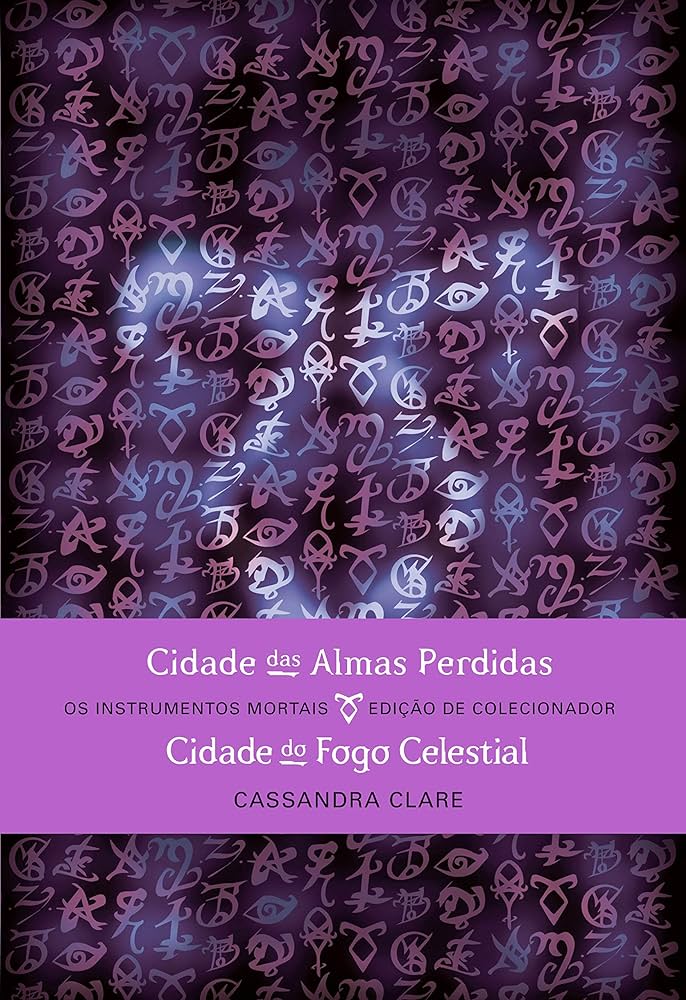 Cidade das Almas Perdidas
OS INSTRUMENTOS MORTAIS EDIÇÃO DE COLECIONADOR
Cidade do Fogo Celestial
CASSANDRA CLARE